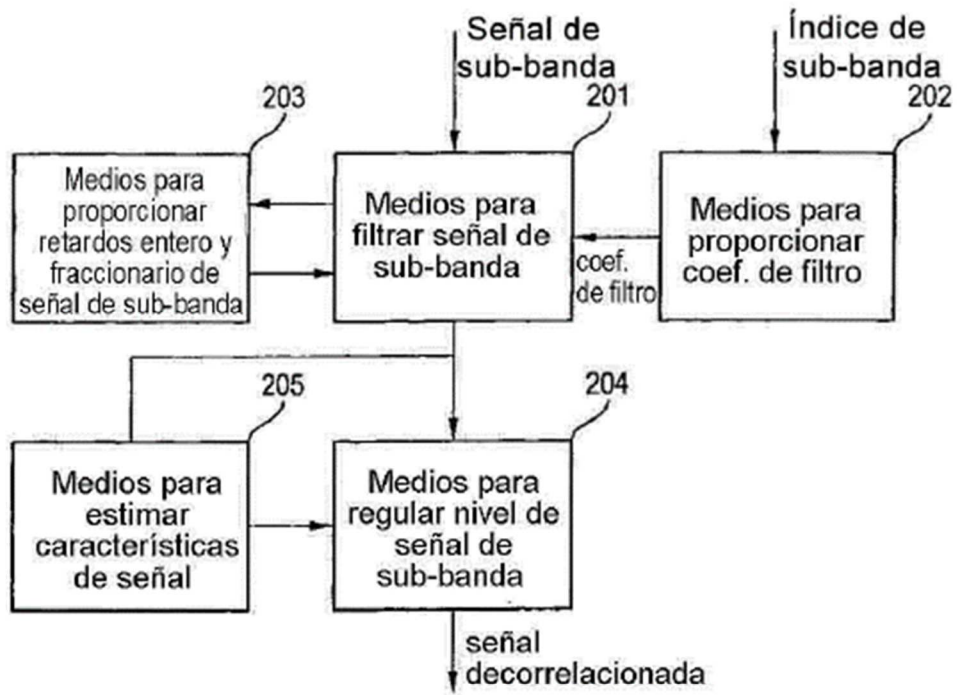 Señal de
sub-banda
Índice de
sub-banda
203
201
202
Medios para
proporcionar
retardos entero y
fraccionario de
señal de sub-banda
Medios para
filtrar señal de
sub-banda
coef.
de filtro
Medios para
proporcionar
coef. de filtro
205
204
Medios para
estimar
características
de señal
Medios para
regular nivel de
señal de
sub-banda
señal
decorrelacionada